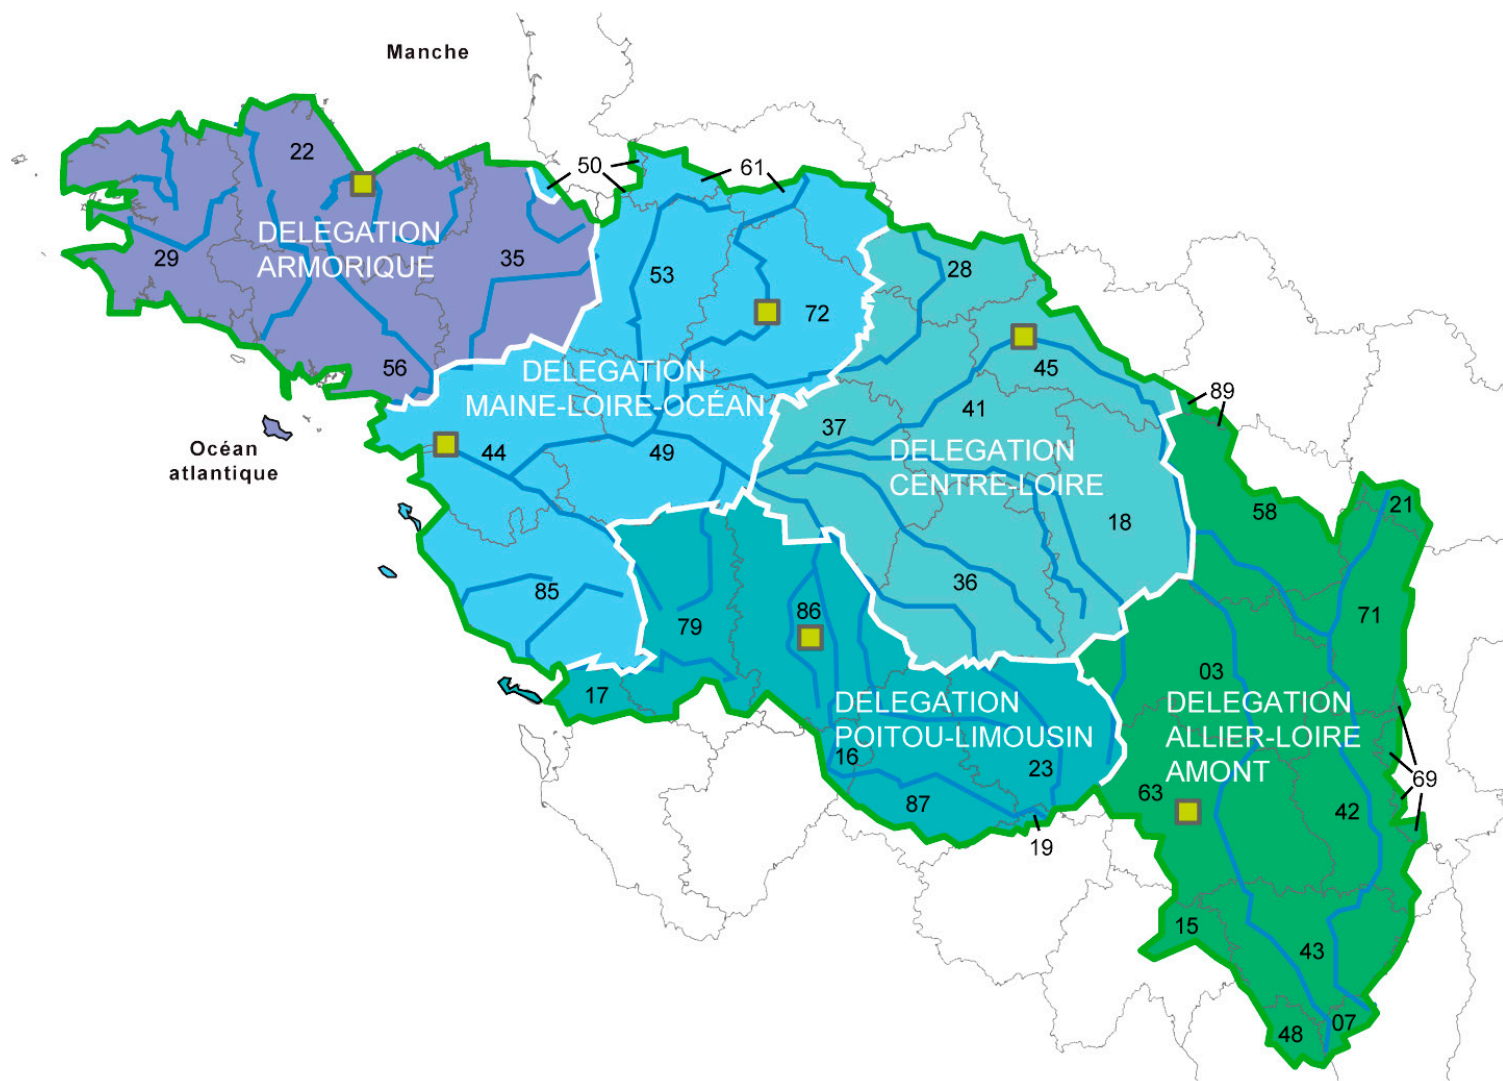 Manche
22
50
61
DELEGATION
ARMORIQUE
29
35
53
28
72
45
56
DELEGATION
MAINE-LOIRE-OCÉAN
89
41
37
Océan
atlantique
44
49
DELEGATION
CENTRE-LOIRE
58
21
18
36
85
86
79
71
03
17
DELEGATION
POITOU-LIMOUSIN
DELEGATION
ALLIER-LOIRE
AMONT
16
23
69
63
87
42
19
15
43
48
07